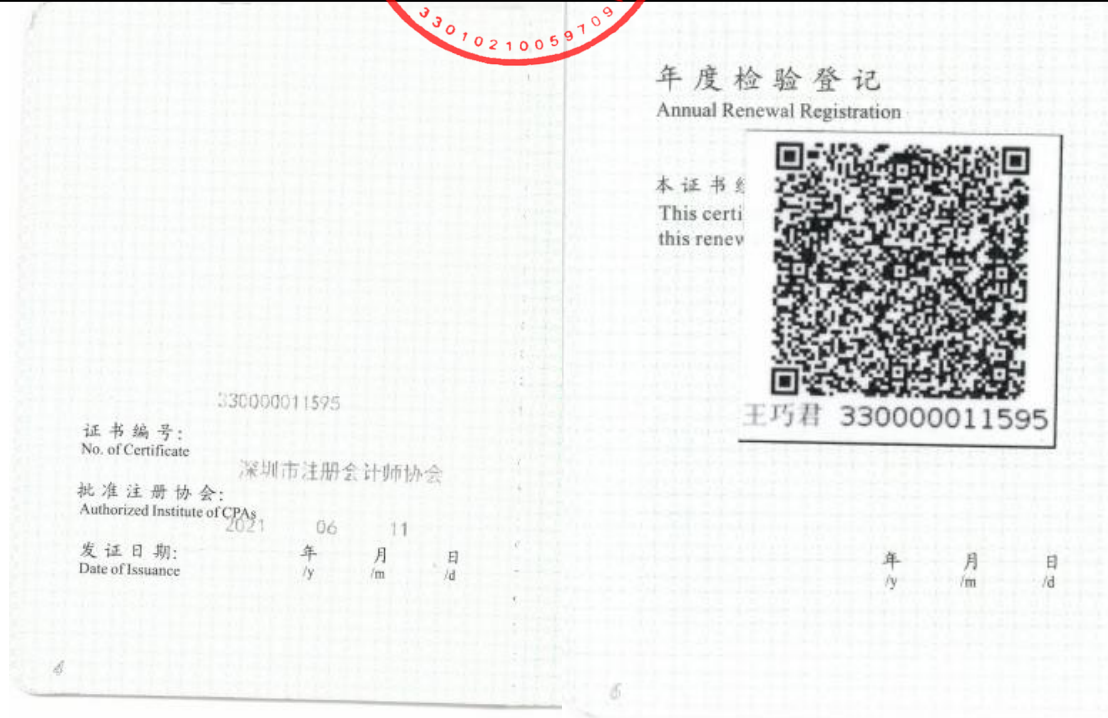 33010210059709
330000011595
证书编号:
No. of Certificate
深圳市注册会计师协会
批准注册协会:
Authorized Institute of CPAs
2021 06 11
发证日期: 年 月 日
Date of Issuance /y /m /d
年度检验登记
Annual Renewal Registration
本证书经
This certi
this renew
王巧君 330000011595
年 月 日
/y /m /d